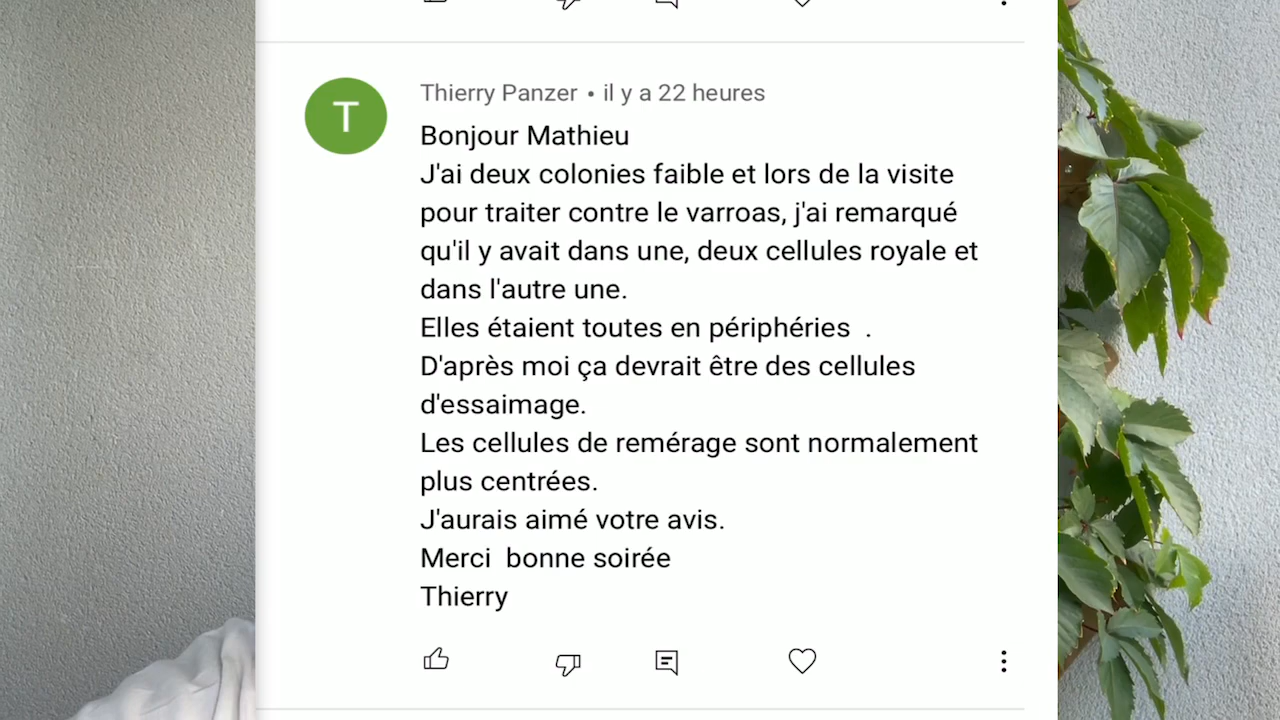 T
Thierry Panzer • il y a 22 heures
Bonjour Mathieu
J'ai deux colonies faible et lors de la visite
pour traiter contre le varroas, j'ai remarqué
qu'il y avait dans une, deux cellules royale et
dans l'autre une.
Elles étaient toutes en périphéries  .
D'après moi ça devrait être des cellules
d'essaimage.
Les cellules de remérage sont normalement
plus centrées.
J'aurais aimé votre avis.
Merci  bonne soirée
Thierry